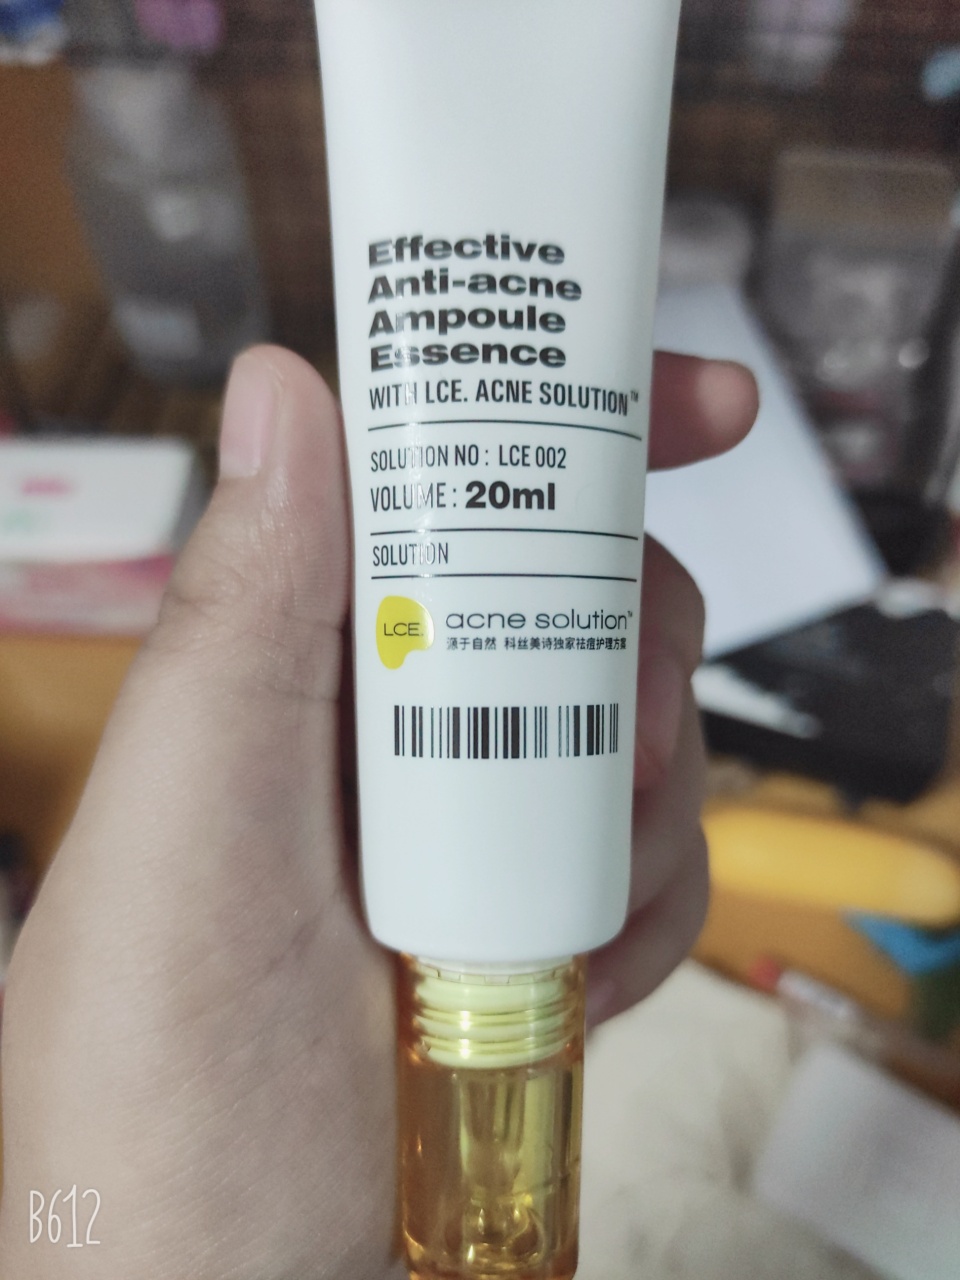 Effective
Anti-acne
Ampoule
Essence
WITH LCE. ACNE SOLUTION™
SOLUTION NO : LCE 002
VOLUME : 20ml
SOLUTION
LCE.
acne solution™
源于自然 科丝美诗独家祛痘护理方案
B612